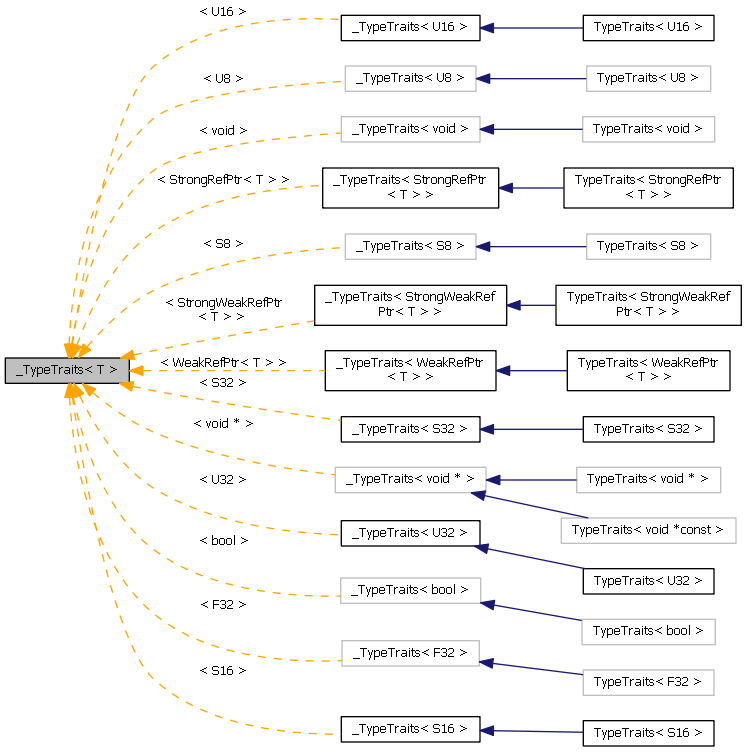 < U16 >
_TypeTraits< U16 >
TypeTraits< U16 >
< U8 >
_TypeTraits< U8 >
TypeTraits< U8 >
< void >
_TypeTraits< void >
TypeTraits< void >
< StrongRefPtr< T > >
_TypeTraits< StrongRefPtr
< T > >
TypeTraits< StrongRefPtr
< T > >
< S8 >
_TypeTraits< S8 >
TypeTraits< S8 >
< StrongWeakRefPtr
< T > >
_TypeTraits< StrongWeakRef
Ptr< T > >
TypeTraits< StrongWeakRef
Ptr< T > >
_TypeTraits< T >
< WeakRefPtr< T > >
_TypeTraits< WeakRefPtr
< T > >
TypeTraits< WeakRefPtr
< T > >
< S32 >
_TypeTraits< S32 >
TypeTraits< S32 >
< void * >
_TypeTraits< void * >
TypeTraits< void * >
TypeTraits< void *const >
< U32 >
_TypeTraits< U32 >
TypeTraits< U32 >
< bool >
_TypeTraits< bool >
TypeTraits< bool >
< F32 >
_TypeTraits< F32 >
TypeTraits< F32 >
< S16 >
_TypeTraits< S16 >
TypeTraits< S16 >